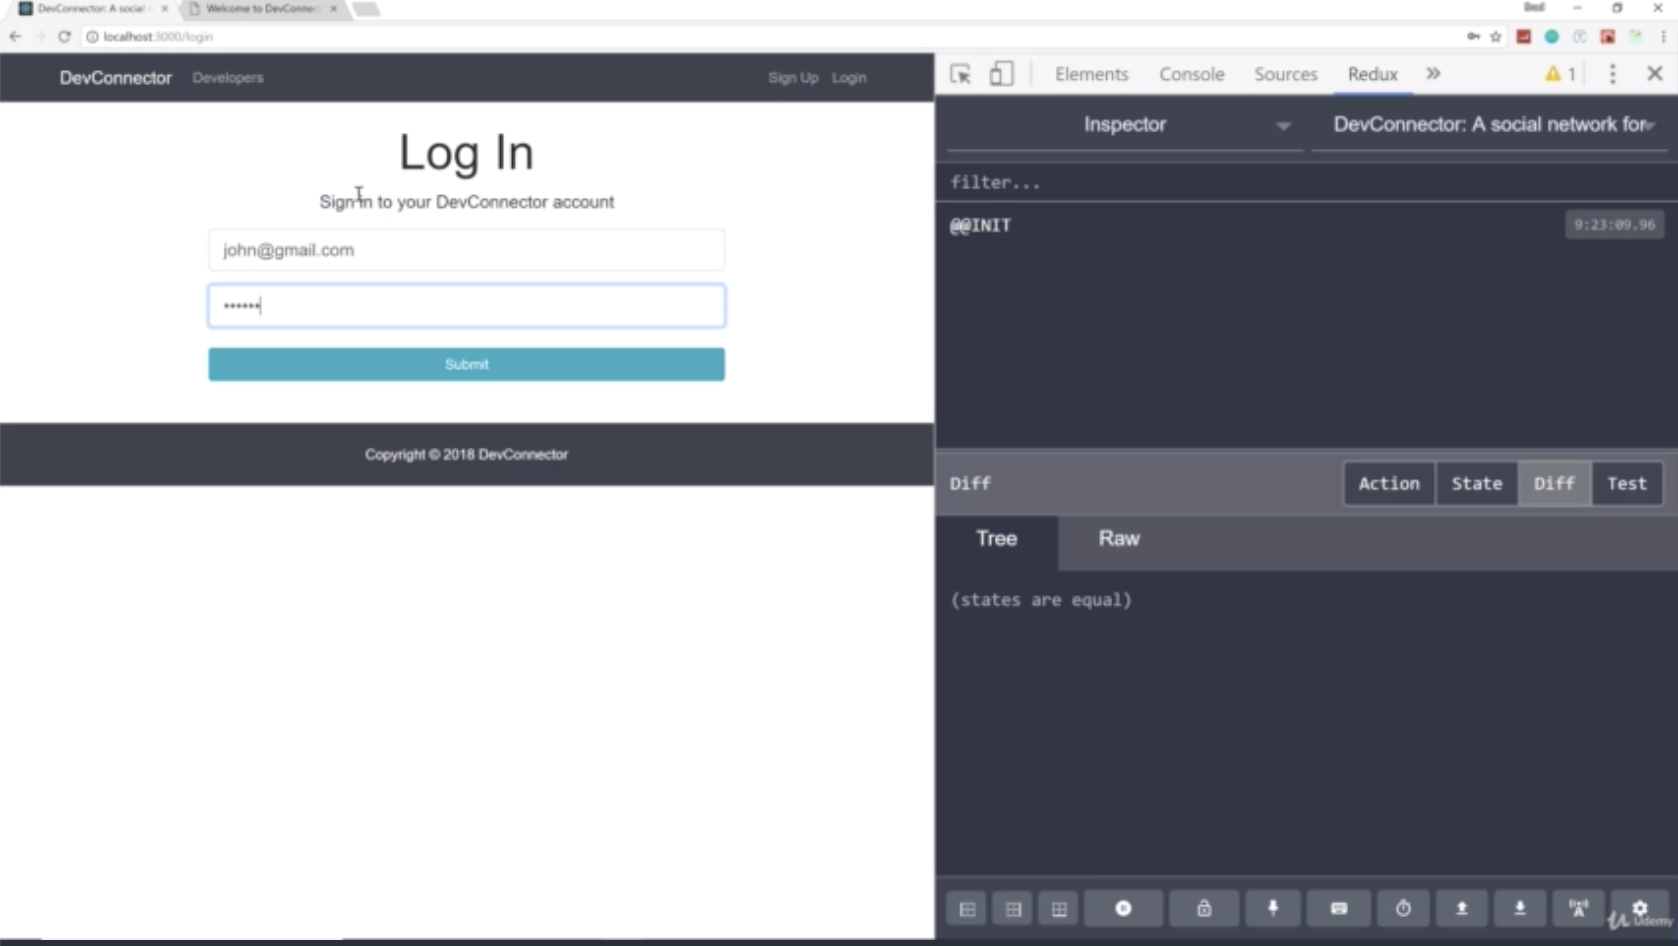 DevConnector: A social
Welcome to DevConnec
localhost:3000/login
DevConnector Developers Sign Up Login
Log In
Sign in to your DevConnector account
john@gmail.com
••••••
Submit
Copyright © 2018 DevConnector
Elements Console Sources Redux 1
Inspector DevConnector: A social network for
filter...
@@INIT 9:23:09.96
Diff Action State Diff Test
Tree Raw
(states are equal)
Udemy